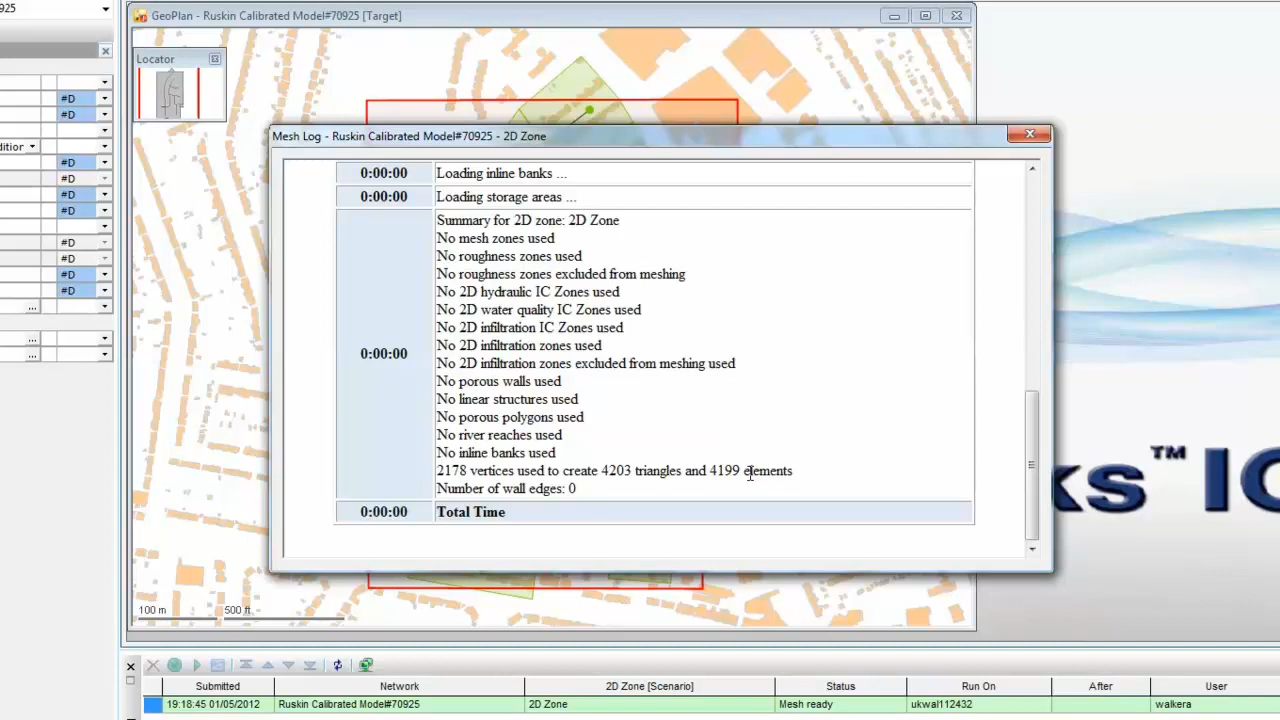 925
GeoPlan - Ruskin Calibrated Model#70925 [Target]
Locator
#D
#D
dition
#D
#D
#D
#D
#D
#D
#D
#D
...
...
...
Mesh Log - Ruskin Calibrated Model#70925 - 2D Zone
0:00:00 Loading inline banks ...
0:00:00 Loading storage areas ...
0:00:00
Summary for 2D zone: 2D Zone
No mesh zones used
No roughness zones used
No roughness zones excluded from meshing
No 2D hydraulic IC Zones used
No 2D water quality IC Zones used
No 2D infiltration IC Zones used
No 2D infiltration zones used
No 2D infiltration zones excluded from meshing used
No porous walls used
No linear structures used
No porous polygons used
No river reaches used
No inline banks used
2178 vertices used to create 4203 triangles and 4199 elements
Number of wall edges: 0
0:00:00 Total Time
ks ™ IC
100 m 500 ft
Submitted Network 2D Zone [Scenario] Status Run On After User
19:18:45 01/05/2012 Ruskin Calibrated Model#70925 2D Zone Mesh ready ukwal112432 walkera